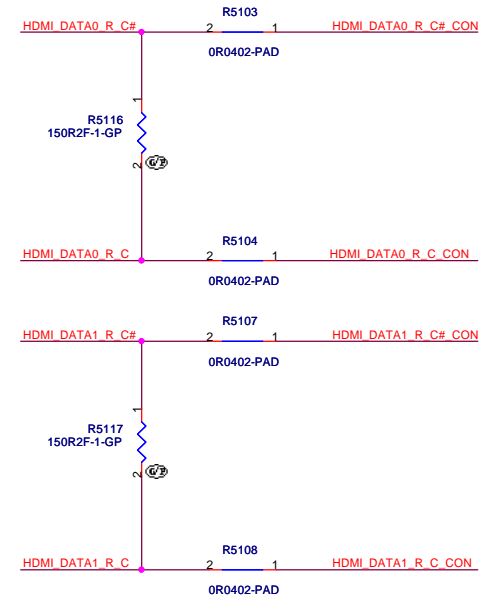 R5103
HDMI_DATA0_R_C# 2 1 HDMI_DATA0_R_C#_CON
0R0402-PAD
1
R5116
150R2F-1-GP
2 G/P
R5104
HDMI_DATA0_R_C 2 1 HDMI_DATA0_R_C_CON
0R0402-PAD
R5107
HDMI_DATA1_R_C# 2 1 HDMI_DATA1_R_C#_CON
0R0402-PAD
1
R5117
150R2F-1-GP
2 G/P
R5108
HDMI_DATA1_R_C 2 1 HDMI_DATA1_R_C_CON
0R0402-PAD